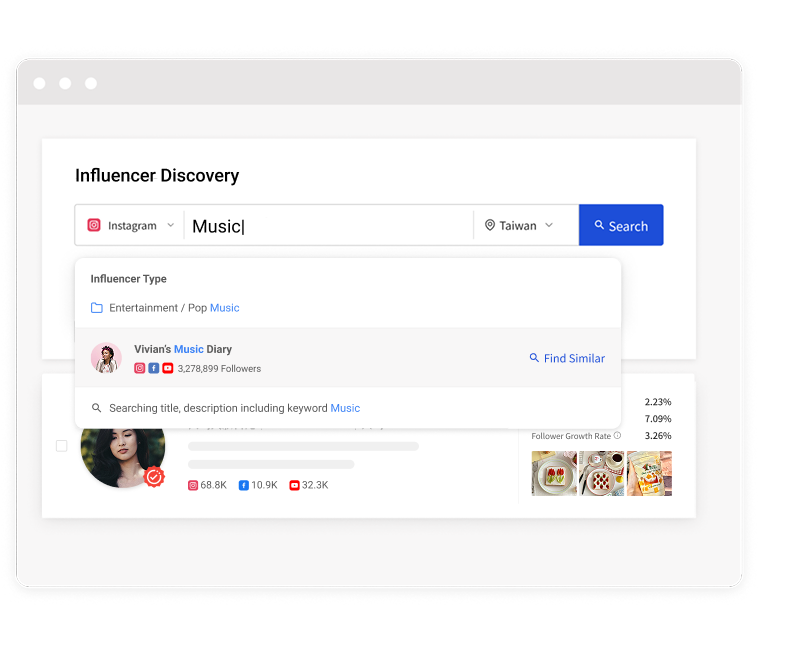 Influencer Discovery
Instagram
Music
Taiwan
Search
Influencer Type
Entertainment / Pop Music
Vivian's Music Diary
3,278,899 Followers
Find Similar
Searching title, description including keyword Music
2.23%
7.09%
Follower Growth Rate 3.26%
68.8K 10.9K 32.3K